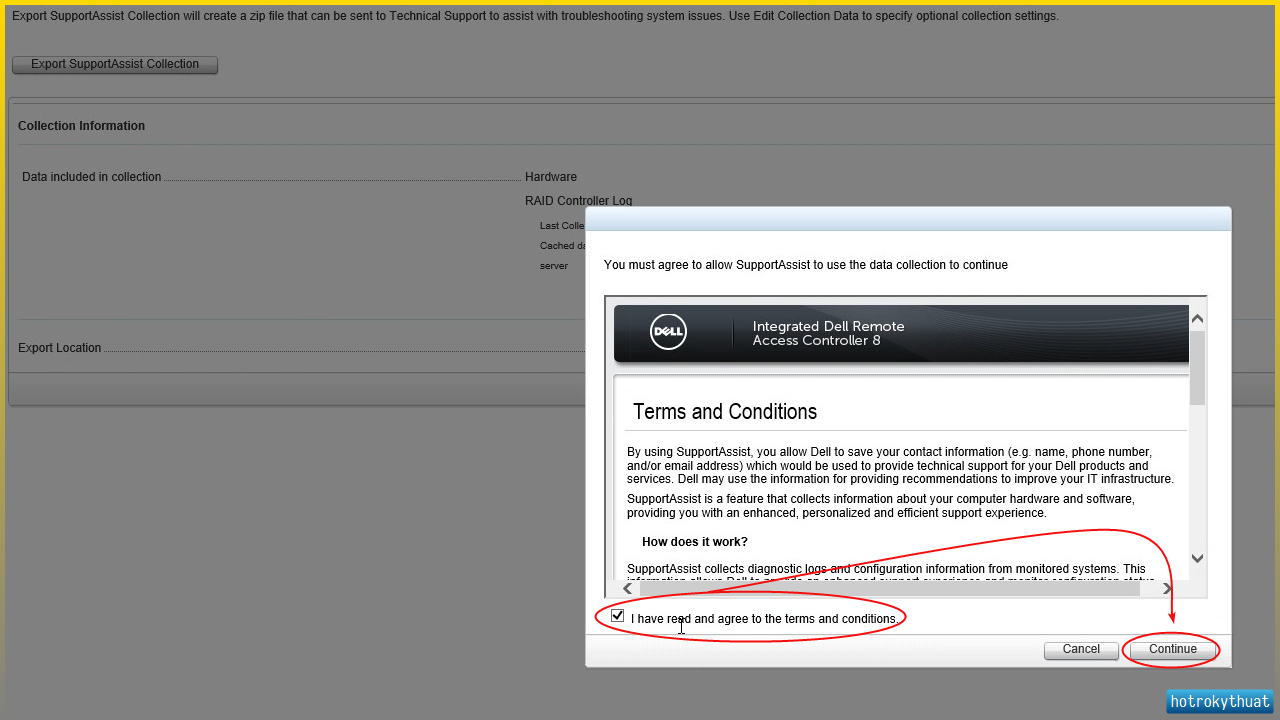 Export SupportAssist Collection will create a zip file that can be sent to Technical Support to assist with troubleshooting system issues. Use Edit Collection Data to specify optional collection settings.
Export SupportAssist Collection
Collection Information
Data included in collection
Hardware
RAID Controller Log
Last Colle
Cached da
server
Export Location
You must agree to allow SupportAssist to use the data collection to continue
DELL
Integrated Dell Remote
Access Controller 8
Terms and Conditions
By using SupportAssist, you allow Dell to save your contact information (e.g. name, phone number,
and/or email address) which would be used to provide technical support for your Dell products and
services. Dell may use the information for providing recommendations to improve your IT infrastructure.
SupportAssist is a feature that collects information about your computer hardware and software,
providing you with an enhanced, personalized and efficient support experience.
How does it work?
SupportAssist collects diagnostic logs and configuration information from monitored systems. This
I have read and agree to the terms and conditions.
Cancel
Continue
hotrokythuat